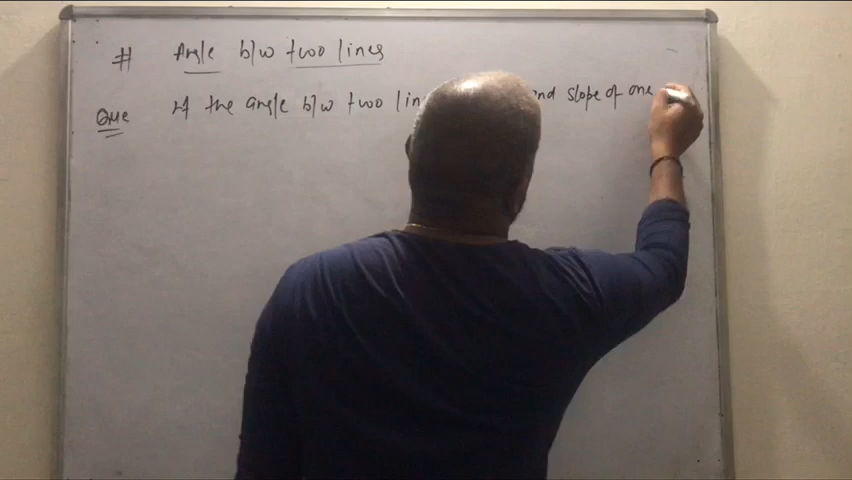 # Angle b/w two lines
Que If the angle b/w two lin and slope of one